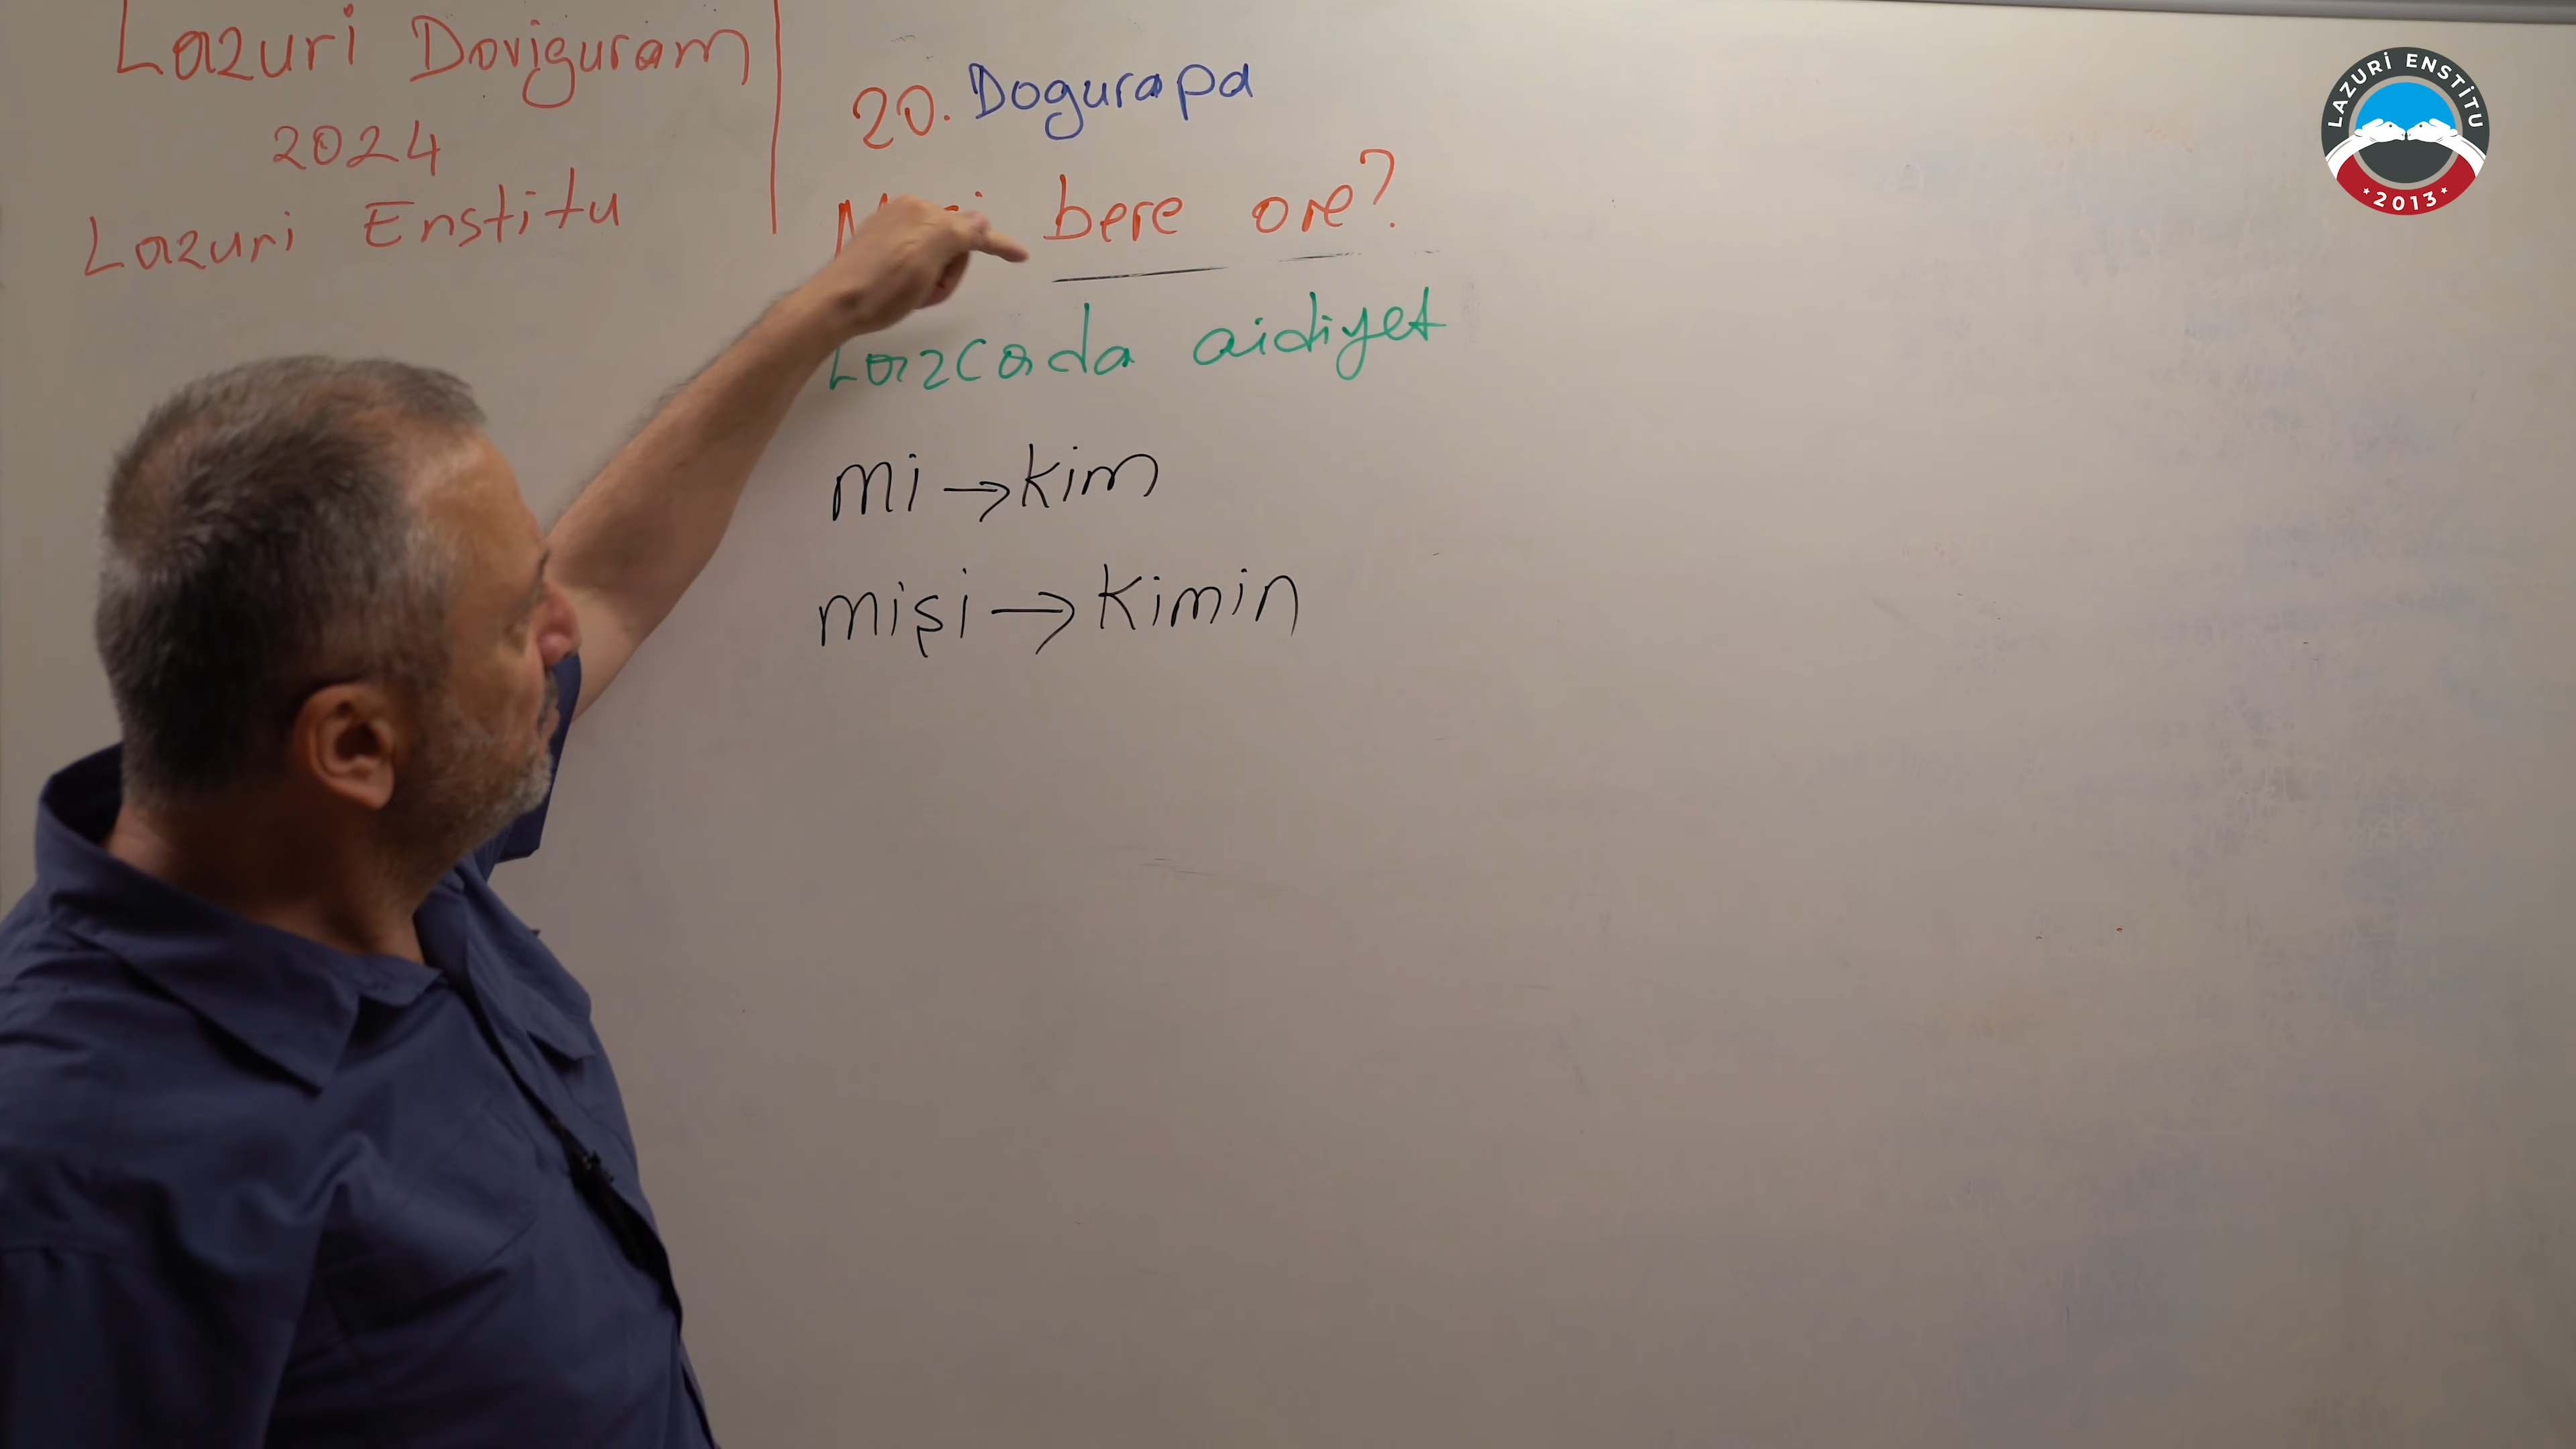 Lazuri Doviguram
2024
Lazuri Enstitu
20. Dogurapa
bere ore?
Lazcada aidiyet
mi → kim
mişi → kimin
LAZURİ ENSTİTU
2013